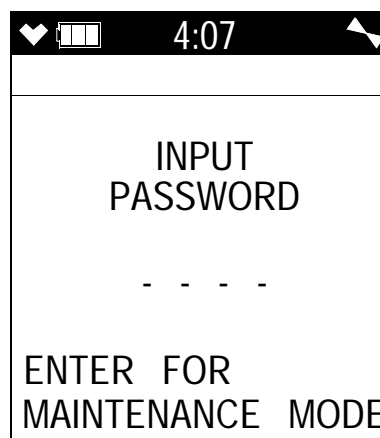 4:07
INPUT
PASSWORD
- - - -
ENTER FOR
MAINTENANCE MODE